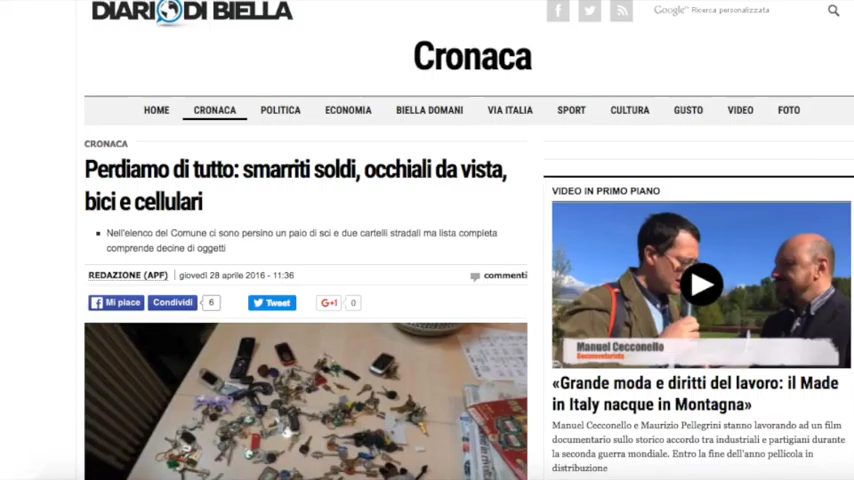 DIARIO DI BIELLA
Google™ Ricerca personalizzata
Cronaca
HOME CRONACA POLITICA ECONOMIA BIELLA DOMANI VIA ITALIA SPORT CULTURA GUSTO VIDEO FOTO
CRONACA
Perdiamo di tutto: smarriti soldi, occhiali da vista,
bici e cellulari
Nell'elenco del Comune ci sono persino un paio di sci e due cartelli stradali ma lista completa
comprende decine di oggetti
REDAZIONE (APF) giovedì 28 aprile 2016 - 11:36 commenti
Mi piace Condividi 6 Tweet G+1 0
VIDEO IN PRIMO PIANO
Manuel Cecconello
Documentarista
«Grande moda e diritti del lavoro: il Made
in Italy nacque in Montagna»
Manuel Cecconello e Maurizio Pellegrini stanno lavorando ad un film
documentario sullo storico accordo tra industriali e partigiani durante
la seconda guerra mondiale. Entro la fine dell'anno pellicola in
distribuzione